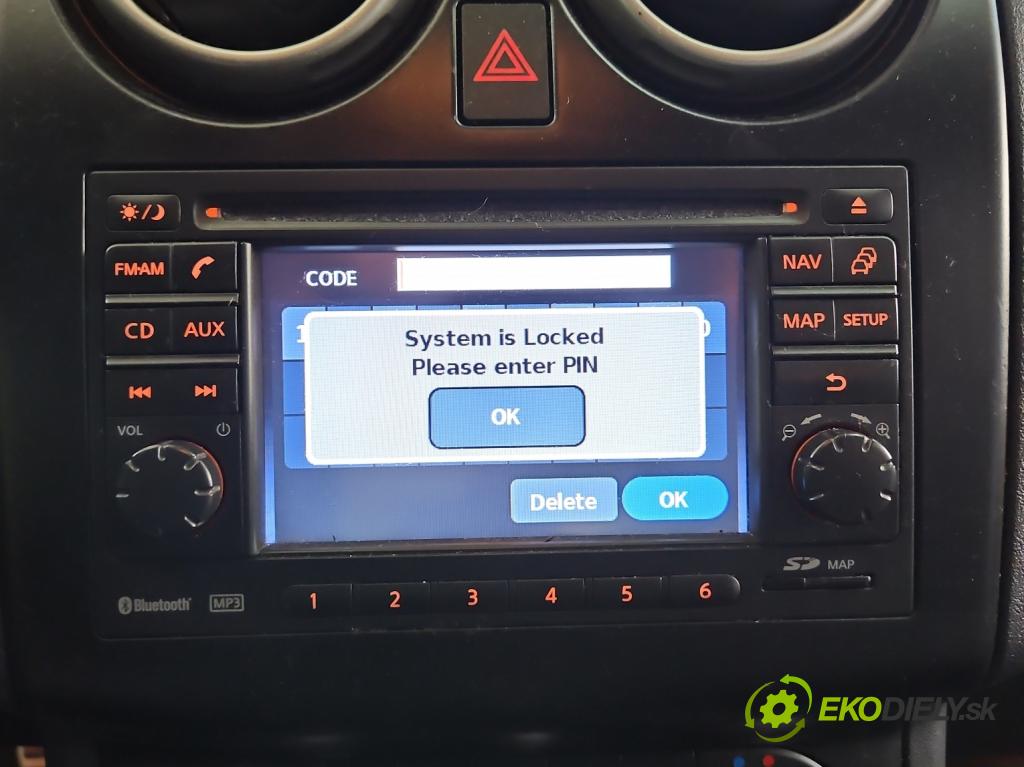 FM·AM
CD AUX
VOL
CODE
System is Locked
Please enter PIN
OK
Delete OK
NAV
MAP SETUP
SD MAP
Bluetooth® MP3
1 2 3 4 5 6
EKODIELY.sk